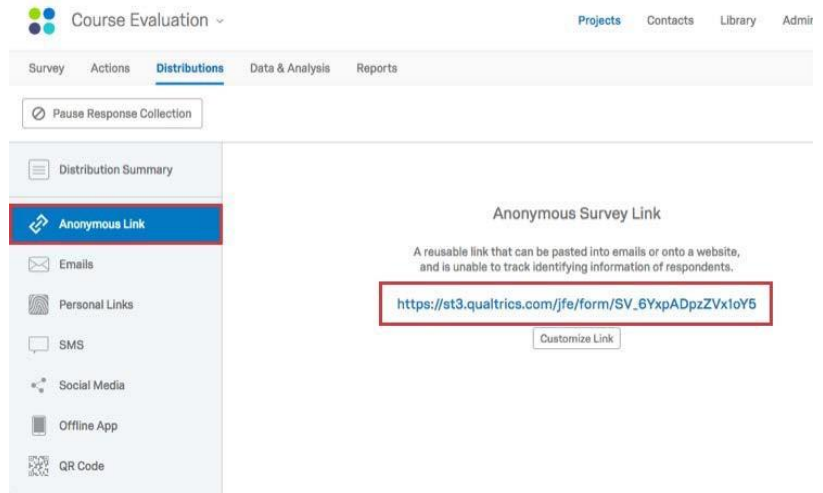 Course Evaluation
Projects Contacts Library
Survey Actions Distributions Data & Analysis Reports
Pause Response Collection
Distribution Summary
Anonymous Link
Emails
Personal Links
SMS
Social Media
Offline App
QR Code
Anonymous Survey Link
A reusable link that can be pasted into emails or onto a website,
and is unable to track identifying information of respondents.
https://st3.qualtrics.com/jfe/form/SV_6YxpADpzZVx1oY5
Customize Link